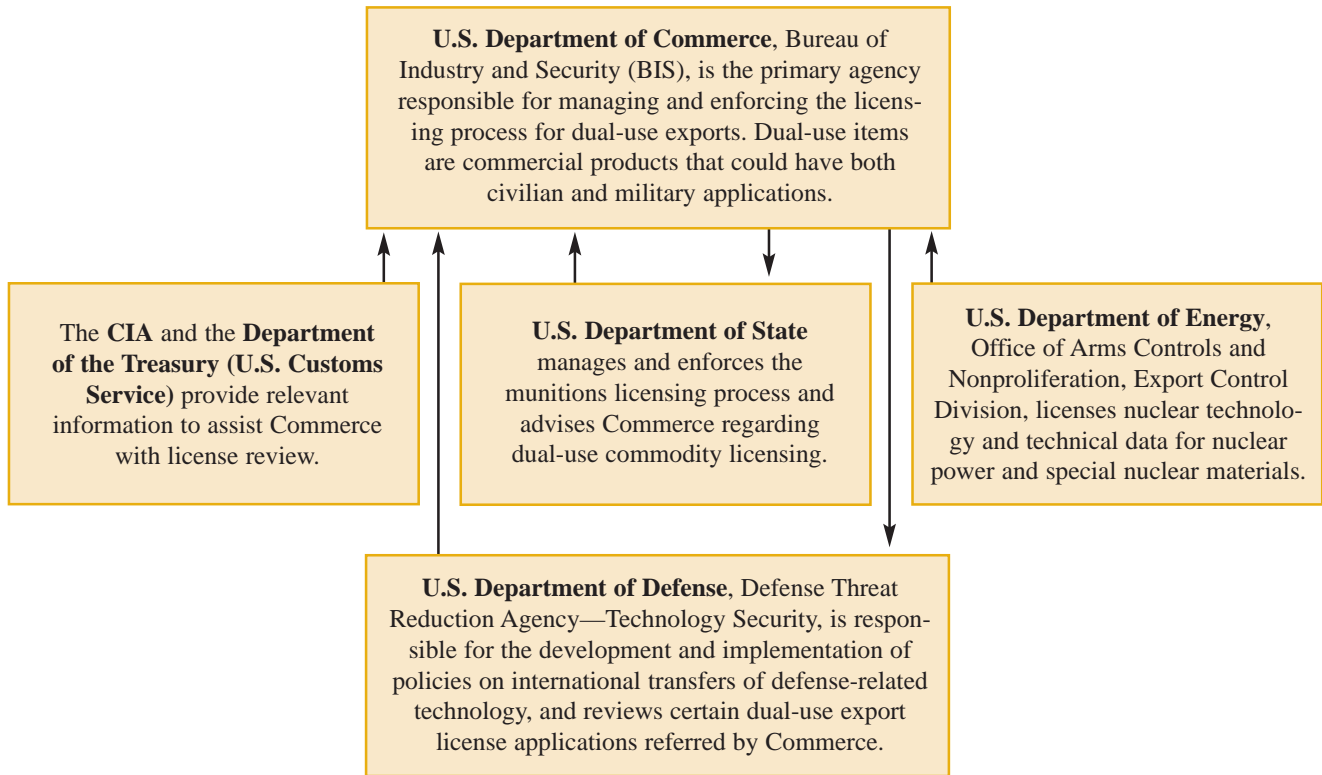 U.S. Department of Commerce, Bureau of
Industry and Security (BIS), is the primary agency
responsible for managing and enforcing the licens-
ing process for dual-use exports. Dual-use items
are commercial products that could have both
civilian and military applications.
The CIA and the Department
of the Treasury (U.S. Customs
Service) provide relevant
information to assist Commerce
with license review.
U.S. Department of State
manages and enforces the
munitions licensing process and
advises Commerce regarding
dual-use commodity licensing.
U.S. Department of Energy,
Office of Arms Controls and
Nonproliferation, Export Control
Division, licenses nuclear technolo-
gy and technical data for nuclear
power and special nuclear materials.
U.S. Department of Defense, Defense Threat
Reduction Agency—Technology Security, is respon-
sible for the development and implementation of
policies on international transfers of defense-related
technology, and reviews certain dual-use export
license applications referred by Commerce.